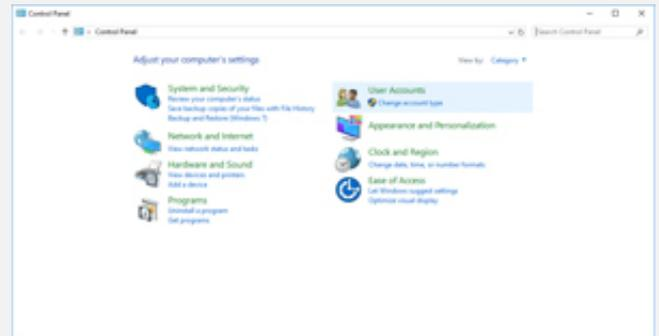 Control Panel
Control Panel
Search Control Panel
Adjust your computer's settings
View by: Category
System and Security
Review your computer's status
Save backup copies of your files with File History
Backup and Restore (Windows 7)
Network and Internet
View network status and tasks
Hardware and Sound
View devices and printers
Add a device
Programs
Uninstall a program
Get programs
User Accounts
Change account type
Appearance and Personalization
Clock and Region
Change date, time, or number formats
Ease of Access
Let Windows suggest settings
Optimize visual display